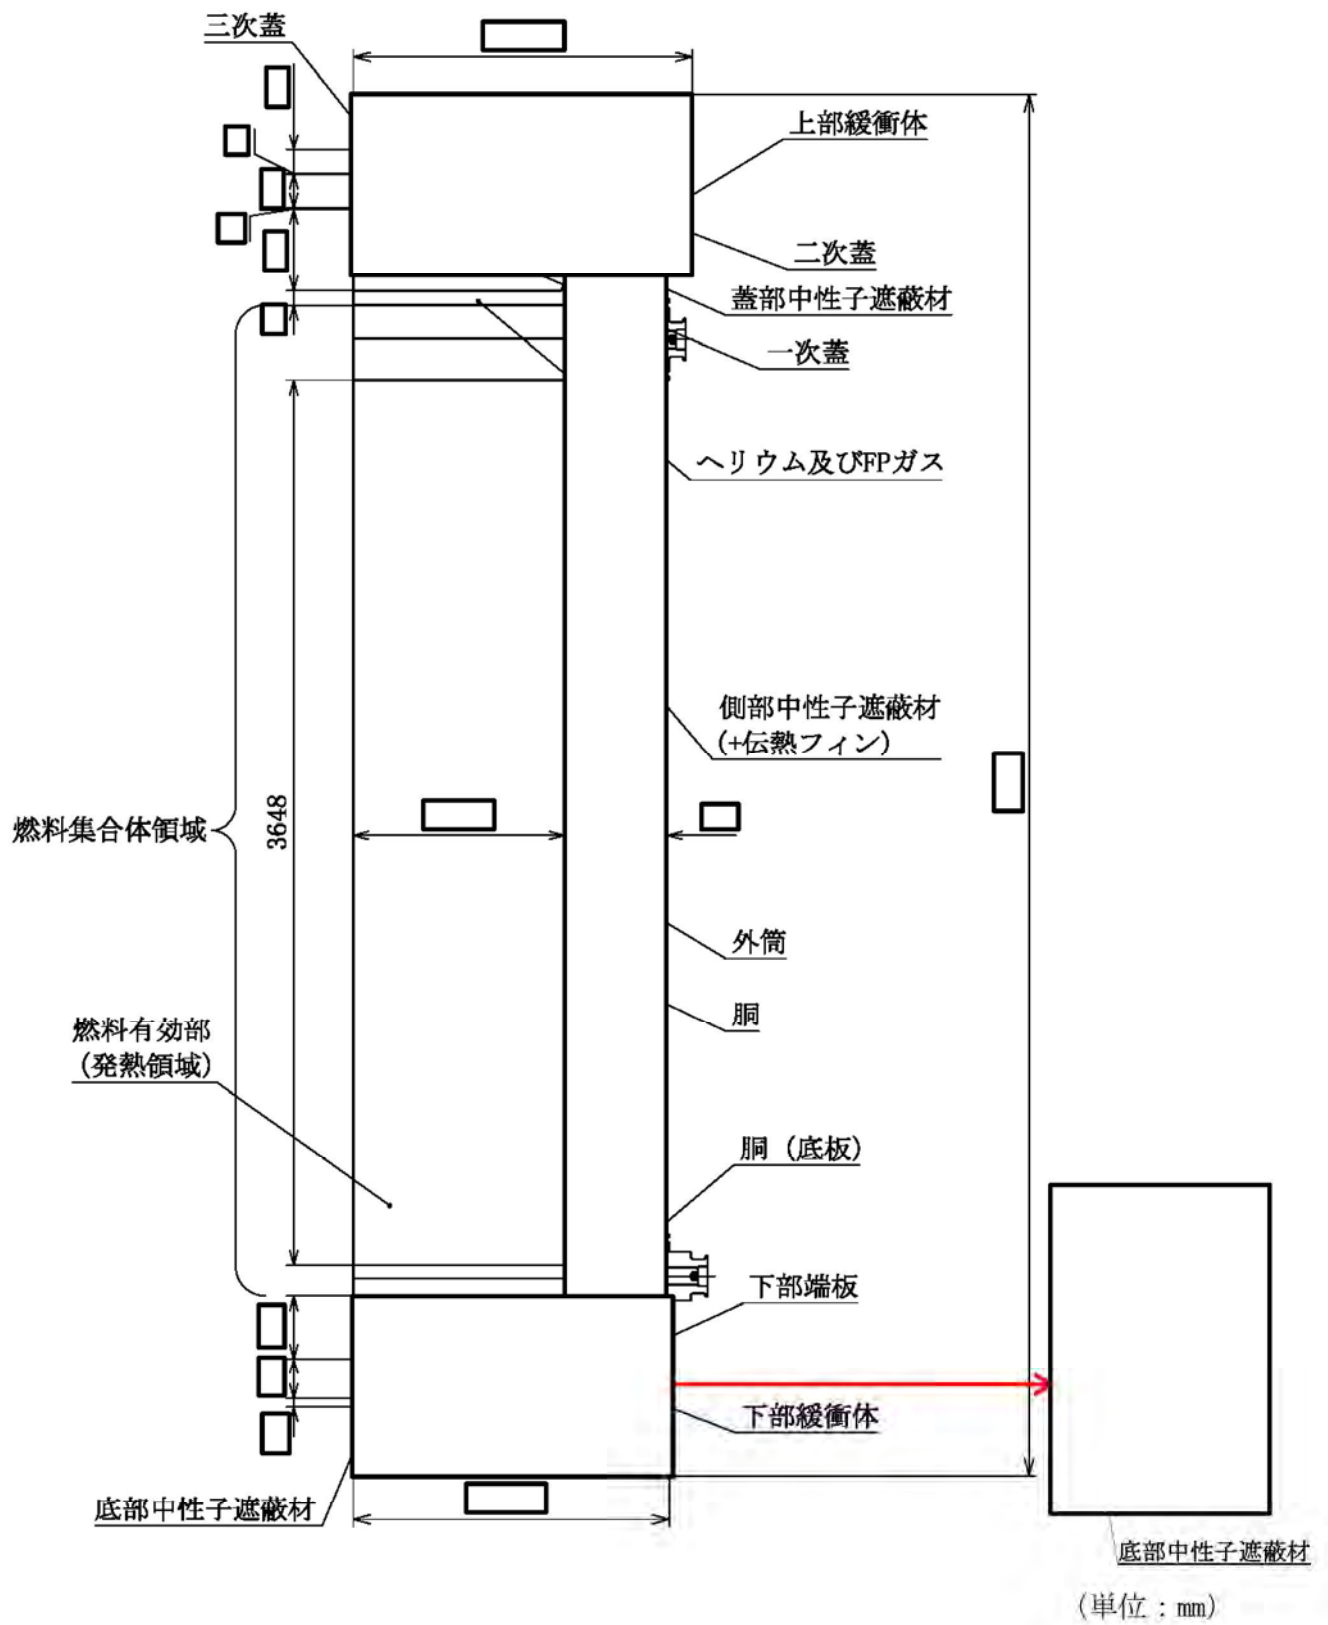 三次蓋
上部緩衝体
二次蓋
蓋部中性子遮蔽材
一次蓋
ヘリウム及びFPガス
側部中性子遮蔽材
(+伝熱フィン)
燃料集合体領域
3648
外筒
胴
燃料有効部
(発熱領域)
胴 (底板)
下部端板
下部緩衝体
底部中性子遮蔽材
底部中性子遮蔽材
(単位：mm)